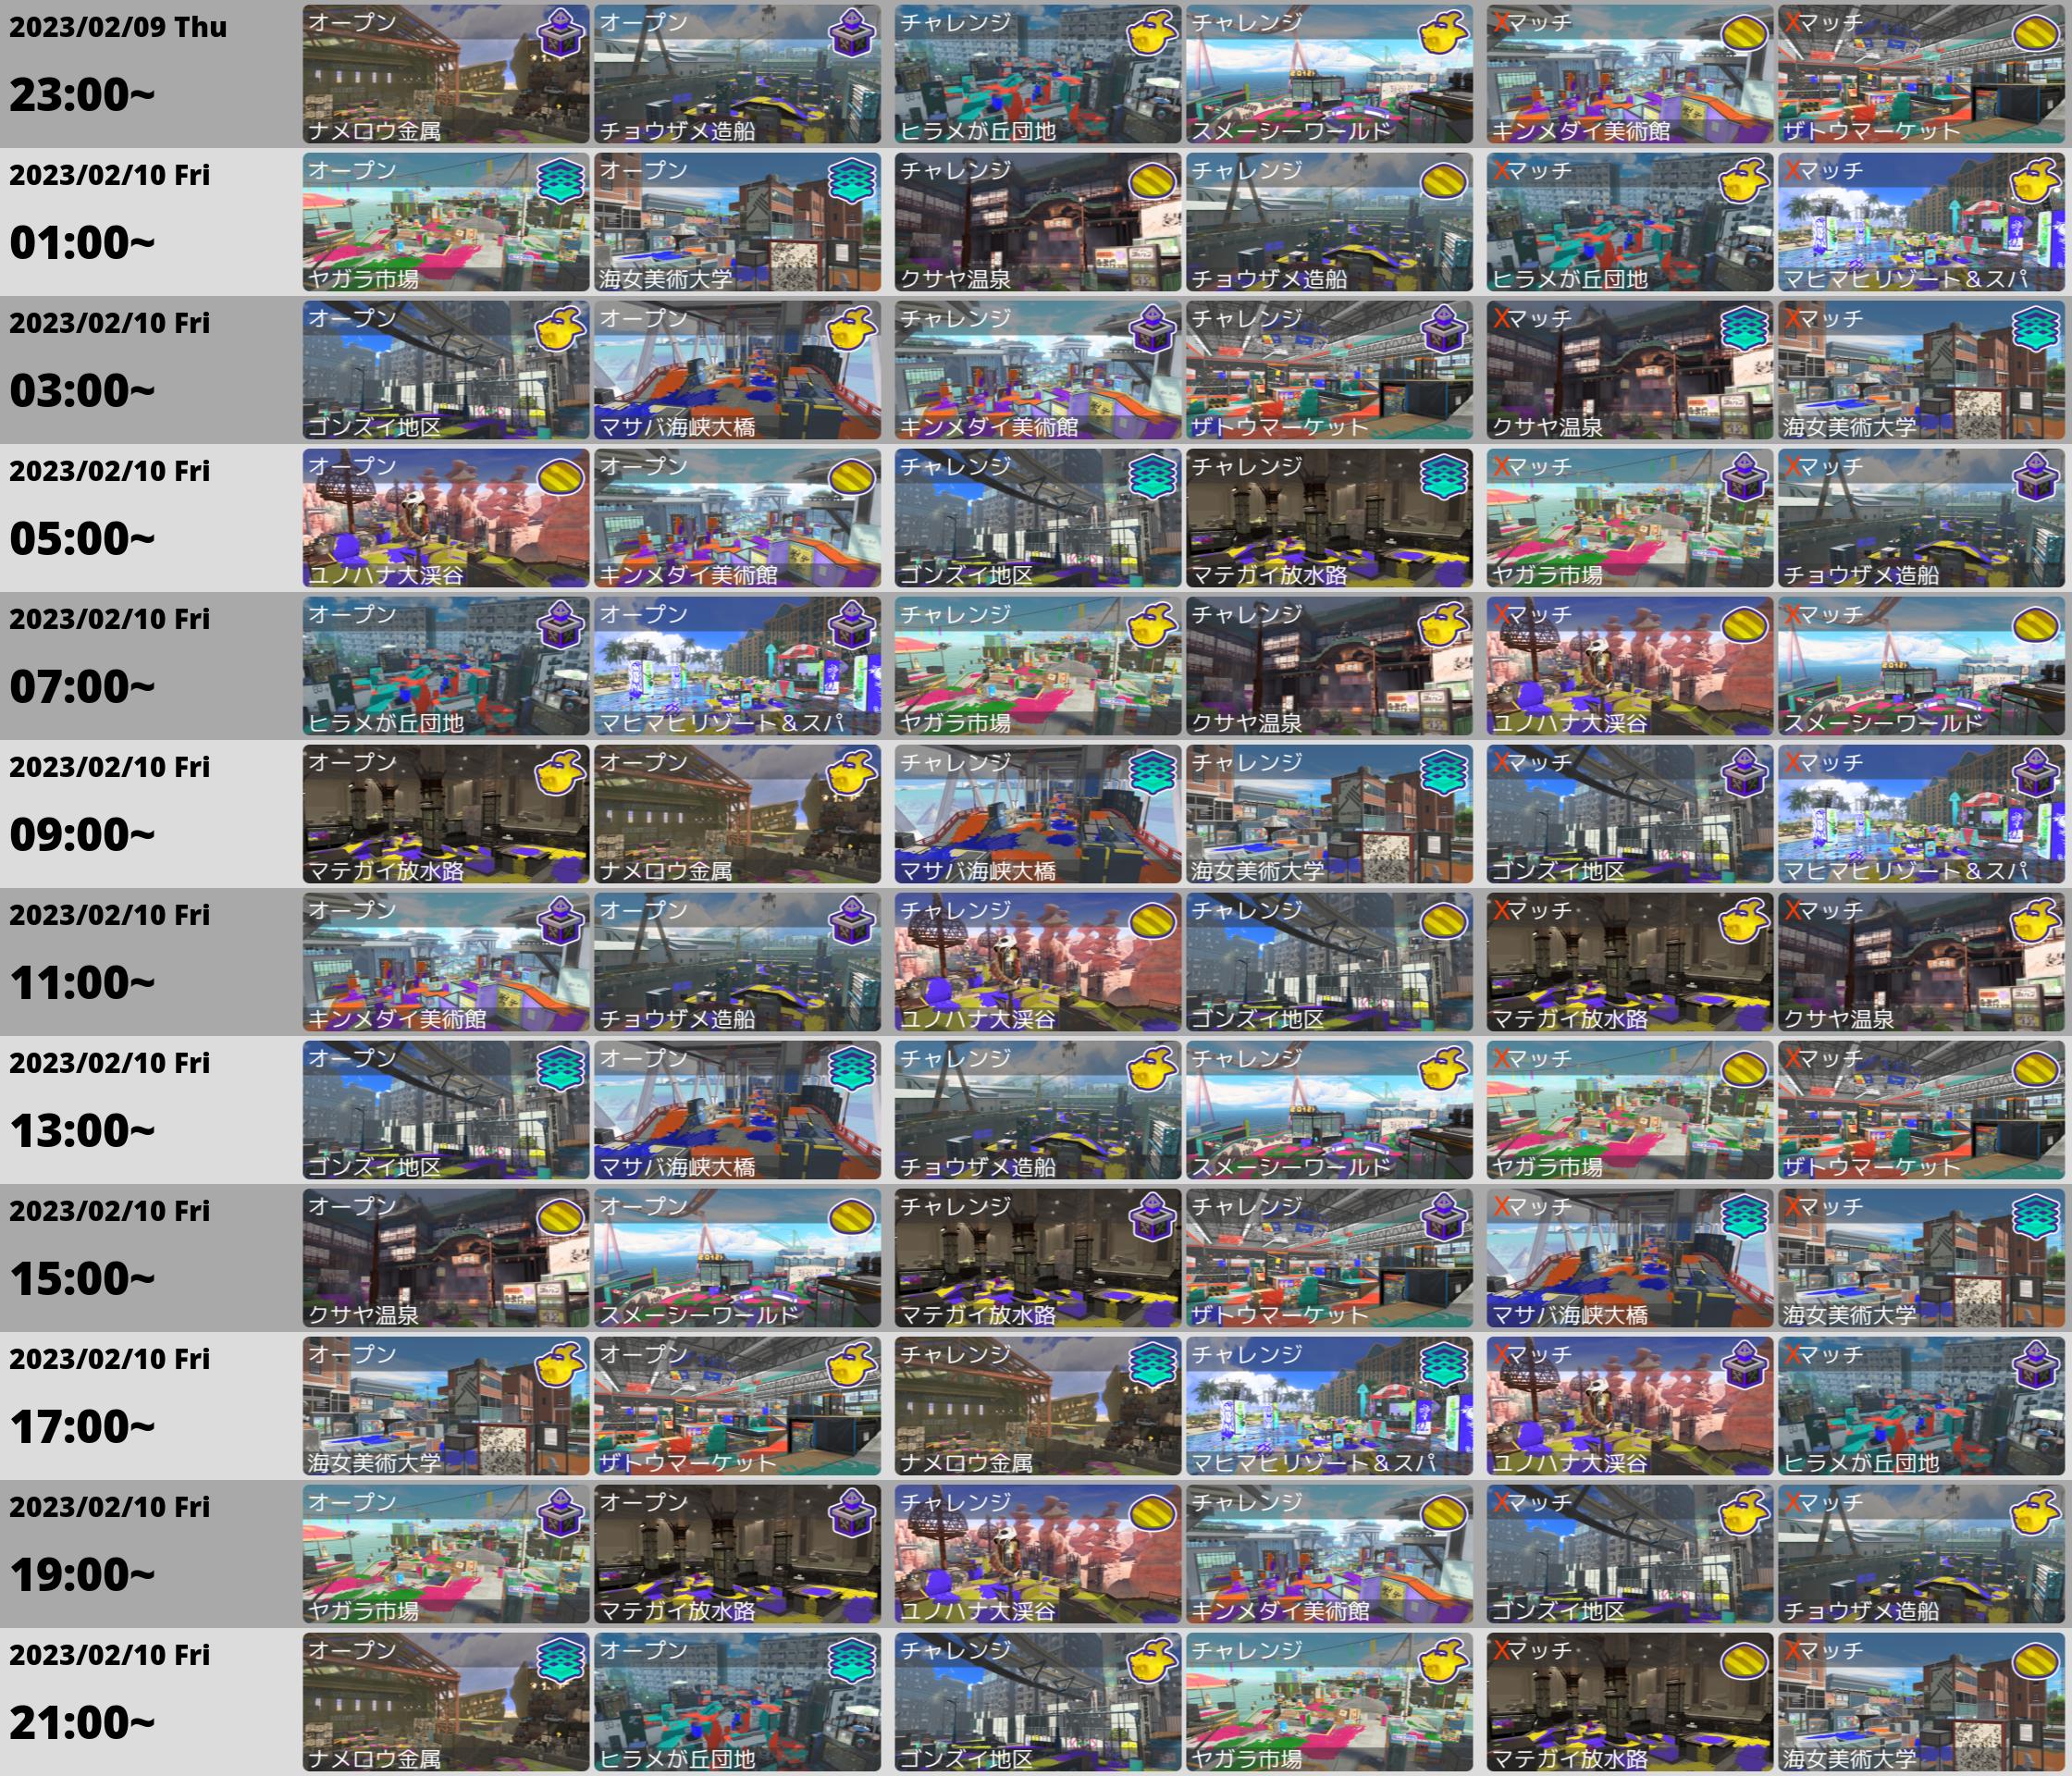 2023/02/09 Thu
23:00~
オープン オープン チャレンジ チャレンジ Xマッチ Xマッチ
ナメロウ金属 チョウザメ造船 ヒラメが丘団地 スメーシーワールド キンメダイ美術館 ザトウマーケット
2023/02/10 Fri
01:00~
オープン オープン チャレンジ チャレンジ Xマッチ Xマッチ
ヤガラ市場 海女美術大学 クサヤ温泉 チョウザメ造船 ヒラメが丘団地 マヒマヒリゾート&スパ
2023/02/10 Fri
03:00~
オープン オープン チャレンジ チャレンジ Xマッチ Xマッチ
ゴンズイ地区 マサバ海峡大橋 キンメダイ美術館 ザトウマーケット クサヤ温泉 海女美術大学
2023/02/10 Fri
05:00~
オープン オープン チャレンジ チャレンジ Xマッチ Xマッチ
ユノハナ大渓谷 キンメダイ美術館 ゴンズイ地区 マテガイ放水路 ヤガラ市場 チョウザメ造船
2023/02/10 Fri
07:00~
オープン オープン チャレンジ チャレンジ Xマッチ Xマッチ
ヒラメが丘団地 マヒマヒリゾート&スパ ヤガラ市場 クサヤ温泉 ユノハナ大渓谷 スメーシーワールド
2023/02/10 Fri
09:00~
オープン オープン チャレンジ チャレンジ Xマッチ Xマッチ
マテガイ放水路 ナメロウ金属 マサバ海峡大橋 海女美術大学 ゴンズイ地区 マヒマヒリゾート&スパ
2023/02/10 Fri
11:00~
オープン オープン チャレンジ チャレンジ Xマッチ Xマッチ
キンメダイ美術館 チョウザメ造船 ユノハナ大渓谷 ゴンズイ地区 マテガイ放水路 クサヤ温泉
2023/02/10 Fri
13:00~
オープン オープン チャレンジ チャレンジ Xマッチ Xマッチ
ゴンズイ地区 マサバ海峡大橋 チョウザメ造船 スメーシーワールド ヤガラ市場 ザトウマーケット
2023/02/10 Fri
15:00~
オープン オープン チャレンジ チャレンジ Xマッチ Xマッチ
クサヤ温泉 スメーシーワールド マテガイ放水路 ザトウマーケット マサバ海峡大橋 海女美術大学
2023/02/10 Fri
17:00~
オープン オープン チャレンジ チャレンジ Xマッチ Xマッチ
海女美術大学 ザトウマーケット ナメロウ金属 マヒマヒリゾート&スパ ユノハナ大渓谷 ヒラメが丘団地
2023/02/10 Fri
19:00~
オープン オープン チャレンジ チャレンジ Xマッチ Xマッチ
ヤガラ市場 マテガイ放水路 ユノハナ大渓谷 キンメダイ美術館 ゴンズイ地区 チョウザメ造船
2023/02/10 Fri
21:00~
オープン オープン チャレンジ チャレンジ Xマッチ Xマッチ
ナメロウ金属 ヒラメが丘団地 ゴンズイ地区 ヤガラ市場 マテガイ放水路 海女美術大学